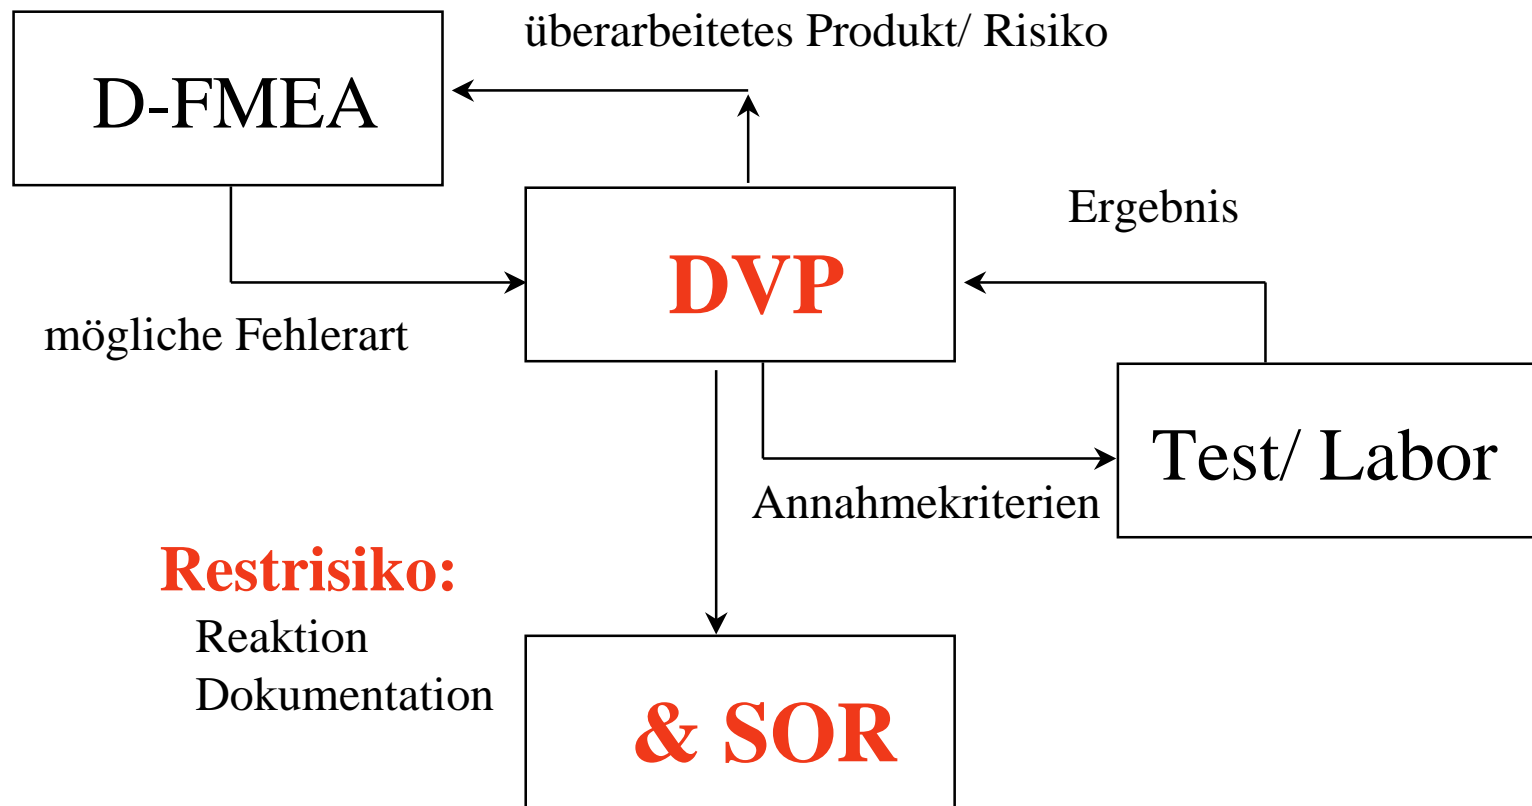 überarbeitetes Produkt/ Risiko
D-FMEA
Ergebnis
DVP
mögliche Fehlerart
Test/ Labor
Annahmekriterien
Restrisiko:
Reaktion
Dokumentation
& SOR